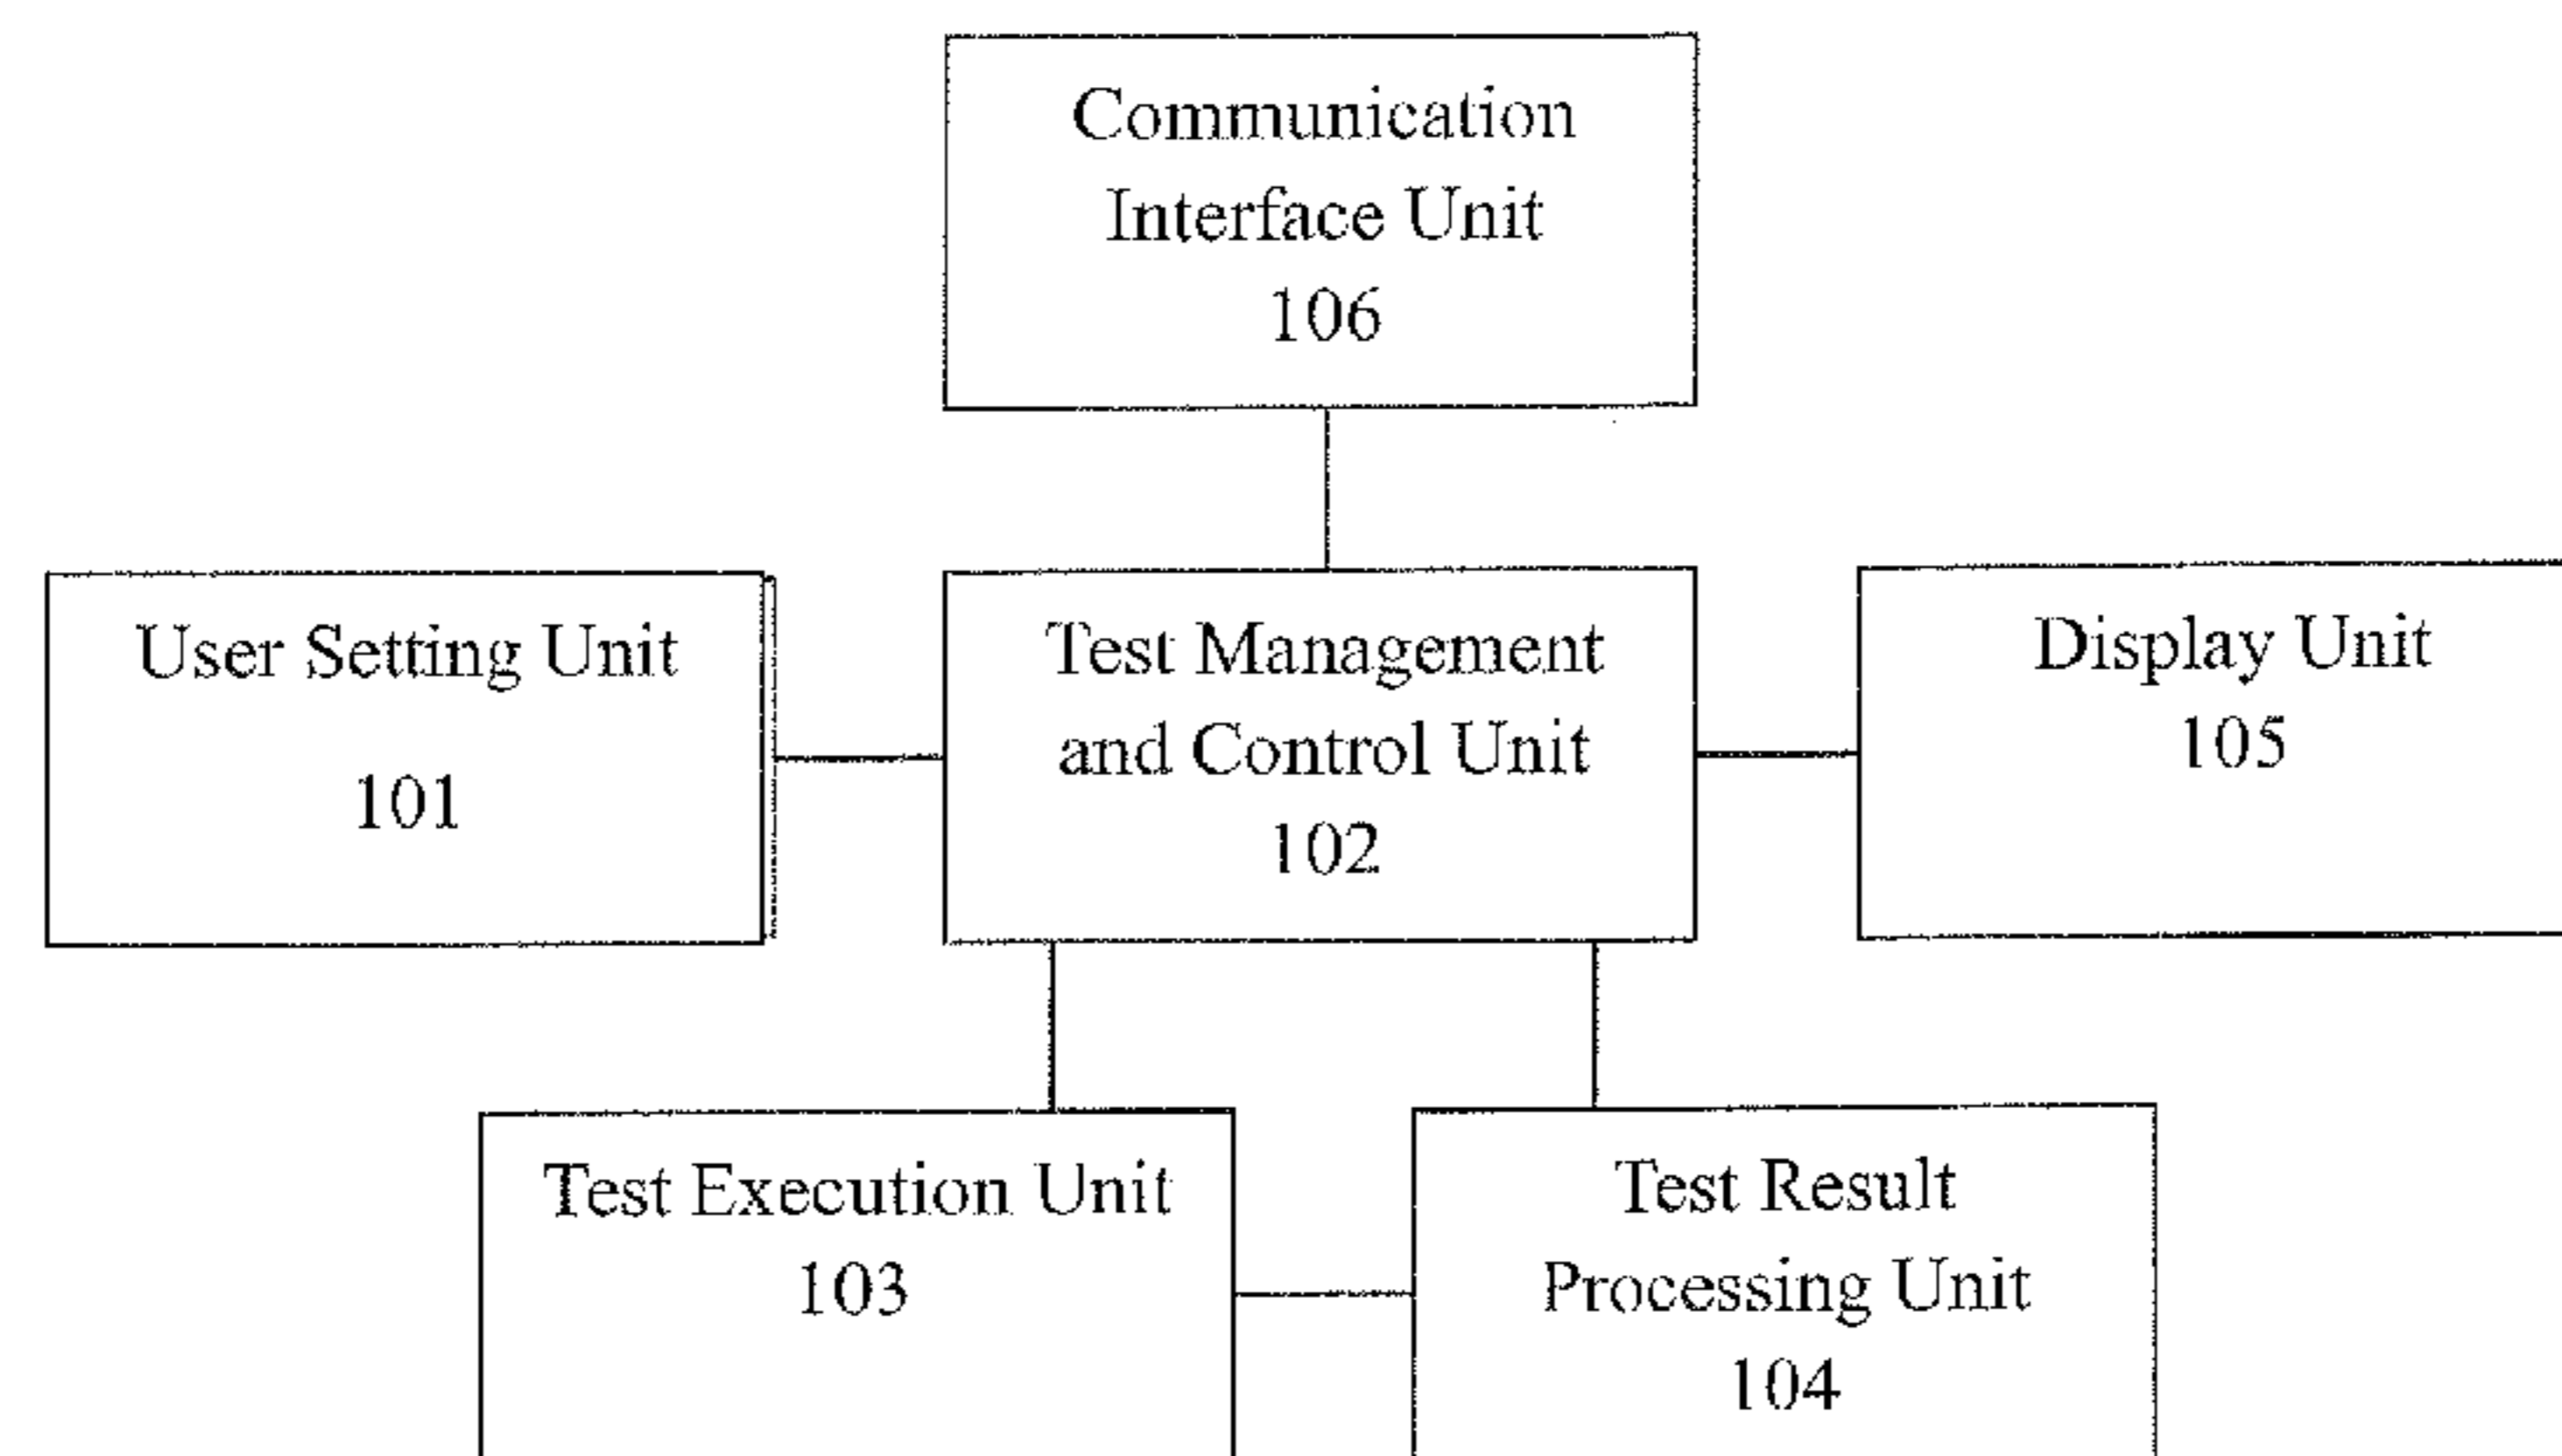 Communication
Interface Unit
106
User Setting Unit
101
Test Management
and Control Unit
102
Display Unit
105
Test Execution Unit
103
Test Result
Processing Unit
104